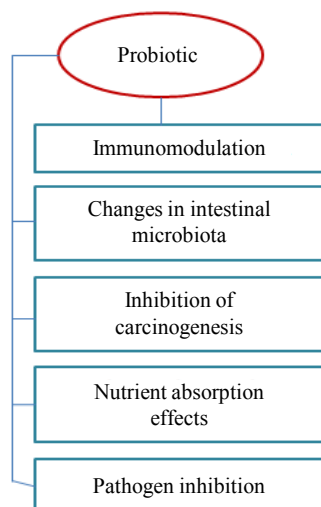 Probiotic
Immunomodulation
Changes in intestinal
microbiota
Inhibition of
carcinogenesis
Nutrient absorption
effects
Pathogen inhibition